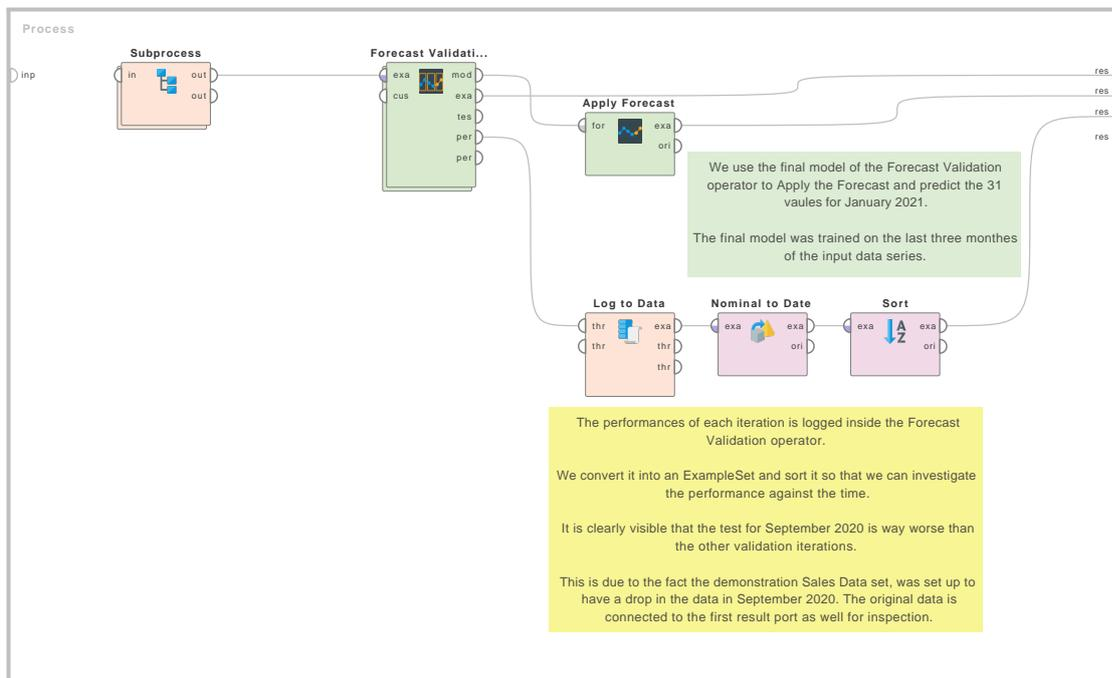 Process
inp
Subprocess
in out
out
Forecast Validati...
exa mod
cus exa
tes
per
per
Apply Forecast
for exa
ori
res
res
res
res
We use the final model of the Forecast Validation
operator to Apply the Forecast and predict the 31
vaules for January 2021.
The final model was trained on the last three monthes
of the input data series.
Log to Data
thr exa
thr thr
thr
Nominal to Date
exa exa
ori
Sort
exa exa
ori
The performances of each iteration is logged inside the Forecast
Validation operator.
We convert it into an ExampleSet and sort it so that we can investigate
the performance against the time.
It is clearly visible that the test for September 2020 is way worse than
the other validation iterations.
This is due to the fact the demonstration Sales Data set, was set up to
have a drop in the data in September 2020. The original data is
connected to the first result port as well for inspection.